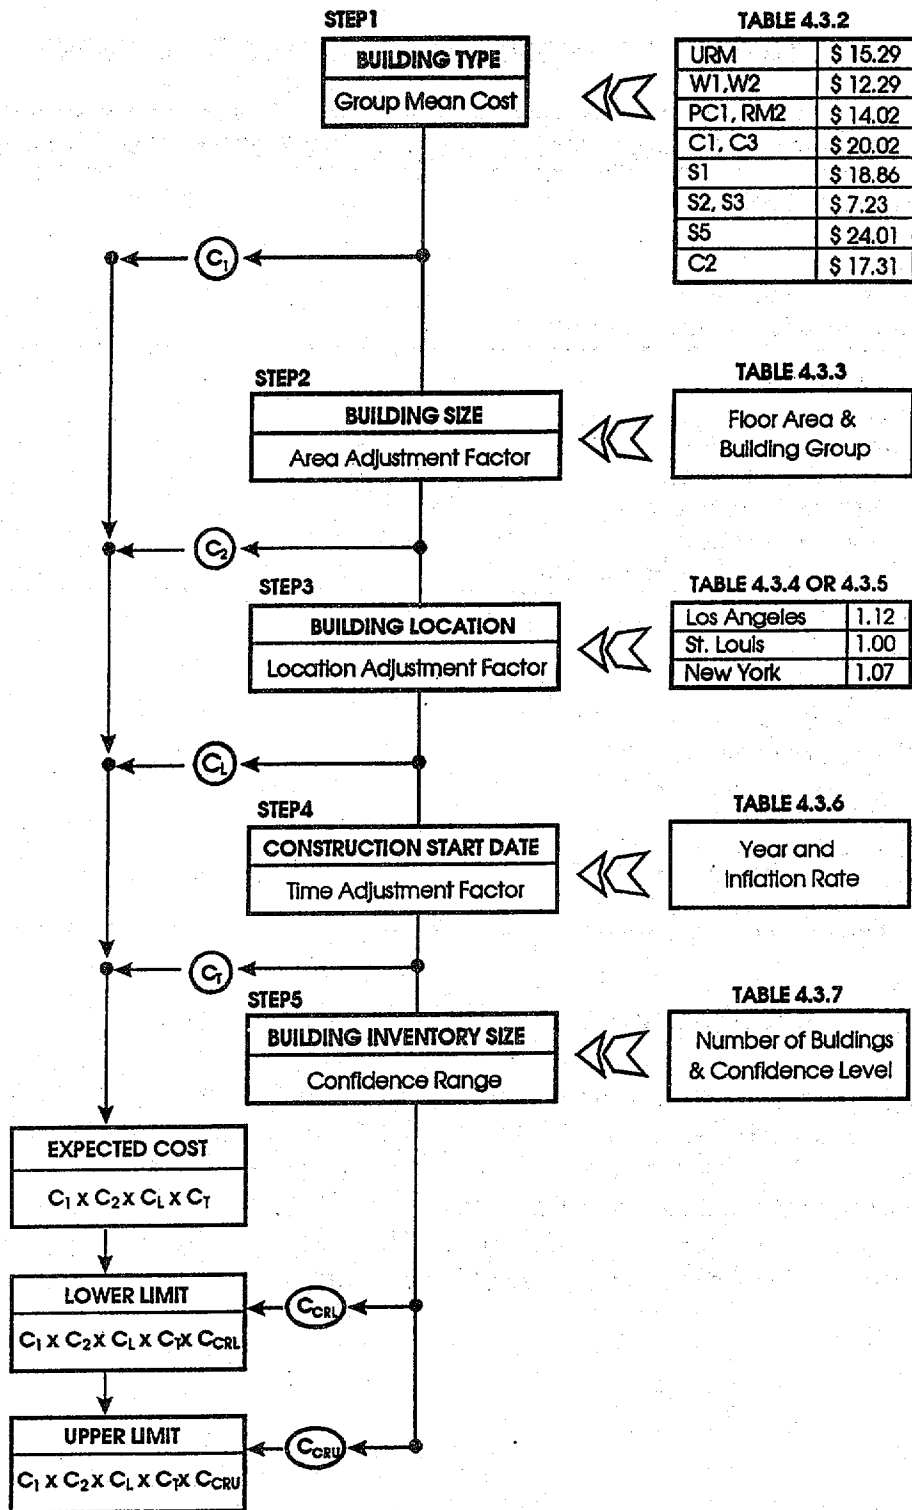 STEP1
BUILDING TYPE
Group Mean Cost
TABLE 4.3.2
URM $ 15.29
W1,W2 $ 12.29
PC1, RM2 $ 14.02
C1, C3 $ 20.02
S1 $ 18.86
S2, S3 $ 7.23
S5 $ 24.01
C2 $ 17.31
C1
STEP2
BUILDING SIZE
Area Adjustment Factor
TABLE 4.3.3
Floor Area &
Building Group
C2
STEP3
BUILDING LOCATION
Location Adjustment Factor
TABLE 4.3.4 OR 4.3.5
Los Angeles 1.12
St. Louis 1.00
New York 1.07
CL
STEP4
CONSTRUCTION START DATE
Time Adjustment Factor
TABLE 4.3.6
Year and
Inflation Rate
CT
STEP5
BUILDING INVENTORY SIZE
Confidence Range
TABLE 4.3.7
Number of Buildings
& Confidence Level
EXPECTED COST
C1 x C2 x CL x CT
LOWER LIMIT
C1 x C2 x CL x CT x CCRL
CCRL
UPPER LIMIT
C1 x C2 x CL x CT x CCRU
CCRU